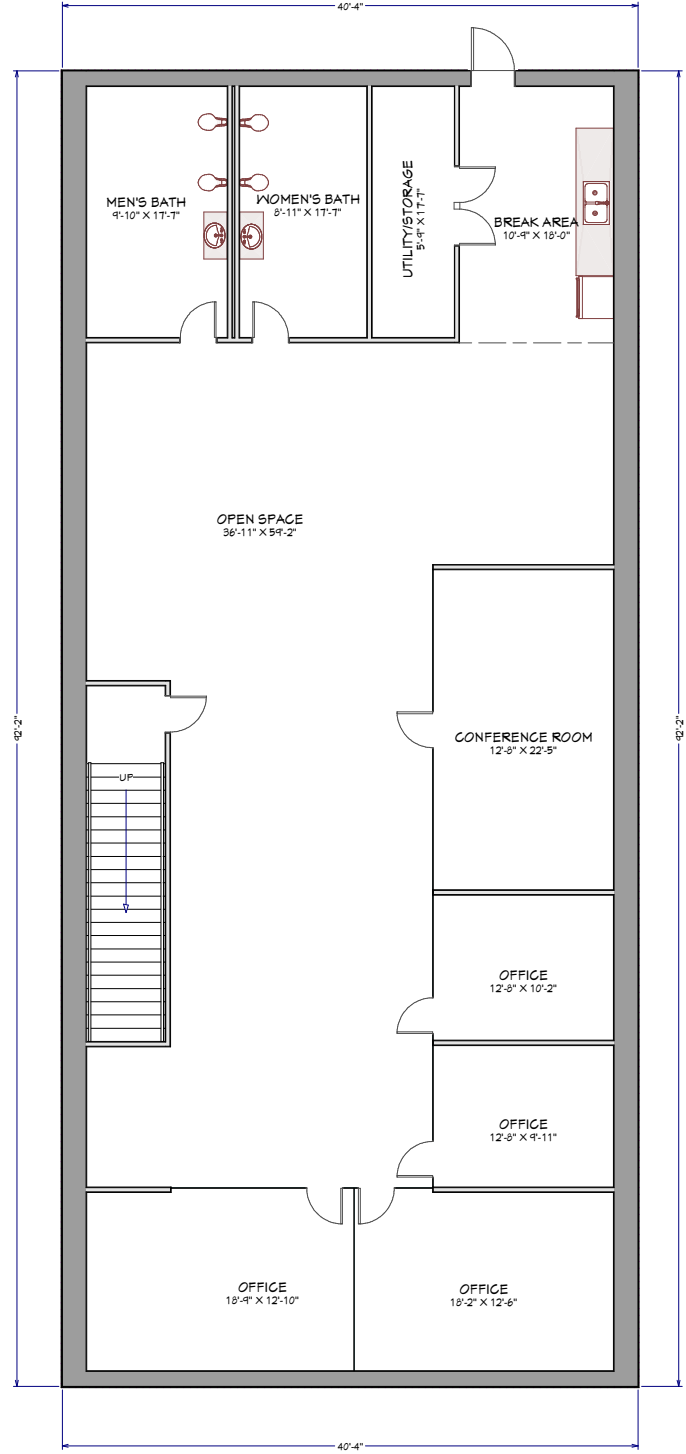 40'-4"
MEN'S BATH
9'-10" X 17'-7"
WOMEN'S BATH
8'-11" X 17'-7"
UTILITY/STORAGE
5'-9" X 17'-7"
BREAK AREA
10'-9" X 18'-0"
OPEN SPACE
36'-11" X 59'-2"
92'-2"
92'-2"
CONFERENCE ROOM
12'-8" X 22'-5"
UP
OFFICE
12'-8" X 10'-2"
OFFICE
12'-8" X 9'-11"
OFFICE
18'-9" X 12'-10"
OFFICE
18'-2" X 12'-6"
40'-4"